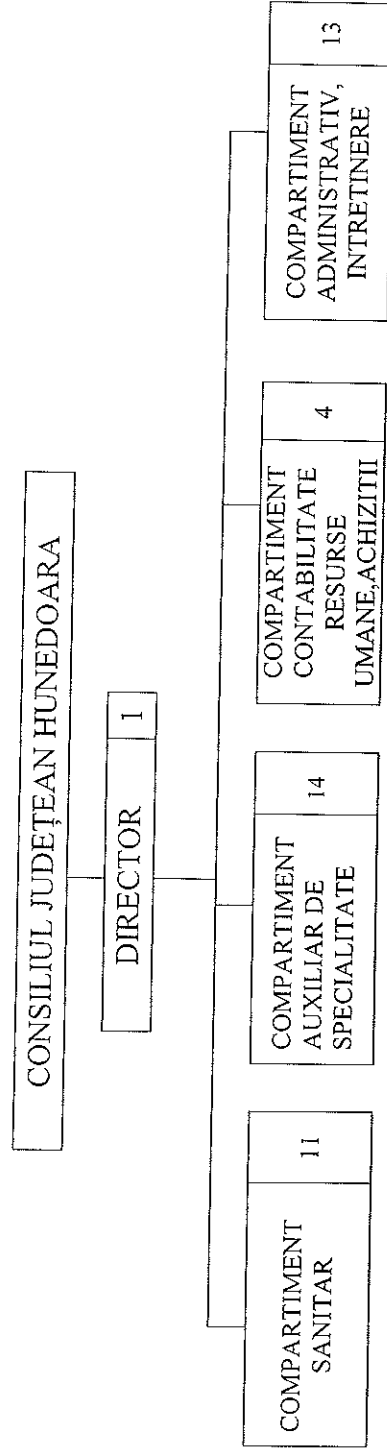 CONSILIUL JUDEȚEAN HUNEDOARA
DIRECTOR
1
COMPARTIMENT
SANITAR
11
COMPARTIMENT
AUXILIAR DE
SPECIALITATE
14
COMPARTIMENT
CONTABILITATE
RESURSE
UMANE,ACHIZITII
4
COMPARTIMENT
ADMINISTRATIV,
INTRETINERE
13